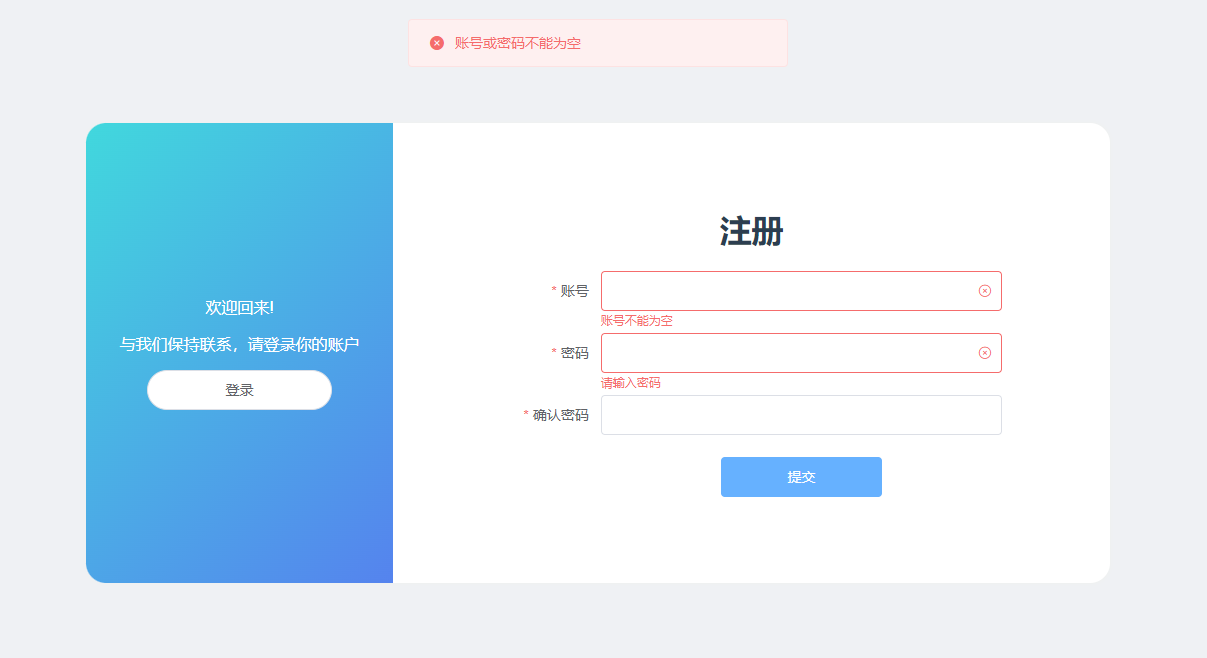 账号或密码不能为空
欢迎回来!
与我们保持联系，请登录你的账户
登录
注册
* 账号
账号不能为空
* 密码
请输入密码
* 确认密码
提交